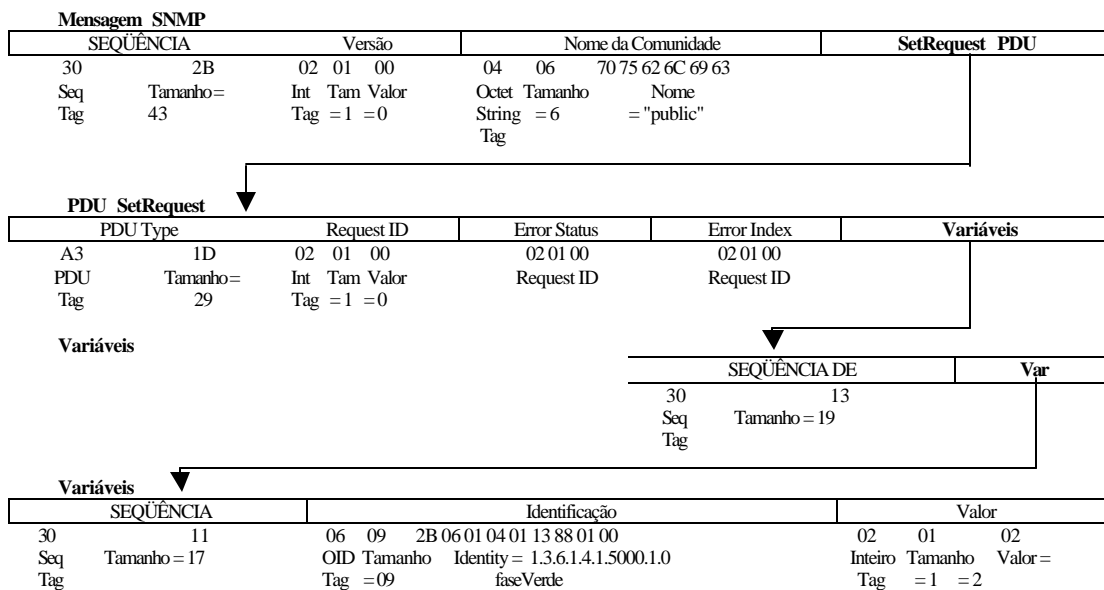 Mensagem SNMP
SEQÜÊNCIA Versão Nome da Comunidade SetRequest PDU
30 2B 02 01 00 04 06 70 75 62 6C 69 63
Seq Tamanho= Int Tam Valor Octet Tamanho Nome
Tag 43 Tag =1 =0 String =6 = "public"
Tag
PDU SetRequest
PDU Type Request ID Error Status Error Index Variáveis
A3 1D 02 01 00 02 01 00 02 01 00
PDU Tamanho= Int Tam Valor Request ID Request ID
Tag 29 Tag =1 =0
Variáveis
SEQÜÊNCIA DE Var
30 13
Seq Tamanho = 19
Tag
Variáveis
SEQÜÊNCIA Identificação Valor
30 11 06 09 2B 06 01 04 01 13 88 01 00 02 01 02
Seq Tamanho = 17 OID Tamanho Identity = 1.3.6.1.4.1.5000.1.0 Inteiro Tamanho Valor =
Tag Tag =09 faseVerde Tag =1 =2